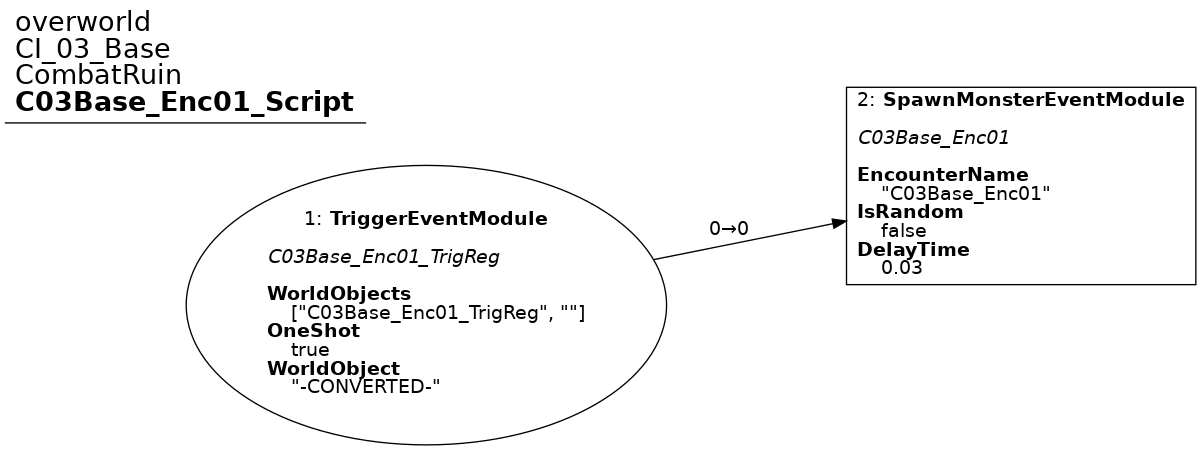 overworld
CI_03_Base
CombatRuin
C03Base_Enc01_Script
2: SpawnMonsterEventModule
C03Base_Enc01
EncounterName
"C03Base_Enc01"
IsRandom
false
DelayTime
0.03
0→0
1: TriggerEventModule
C03Base_Enc01_TrigReg
WorldObjects
["C03Base_Enc01_TrigReg", ""]
OneShot
true
WorldObject
"-CONVERTED-"